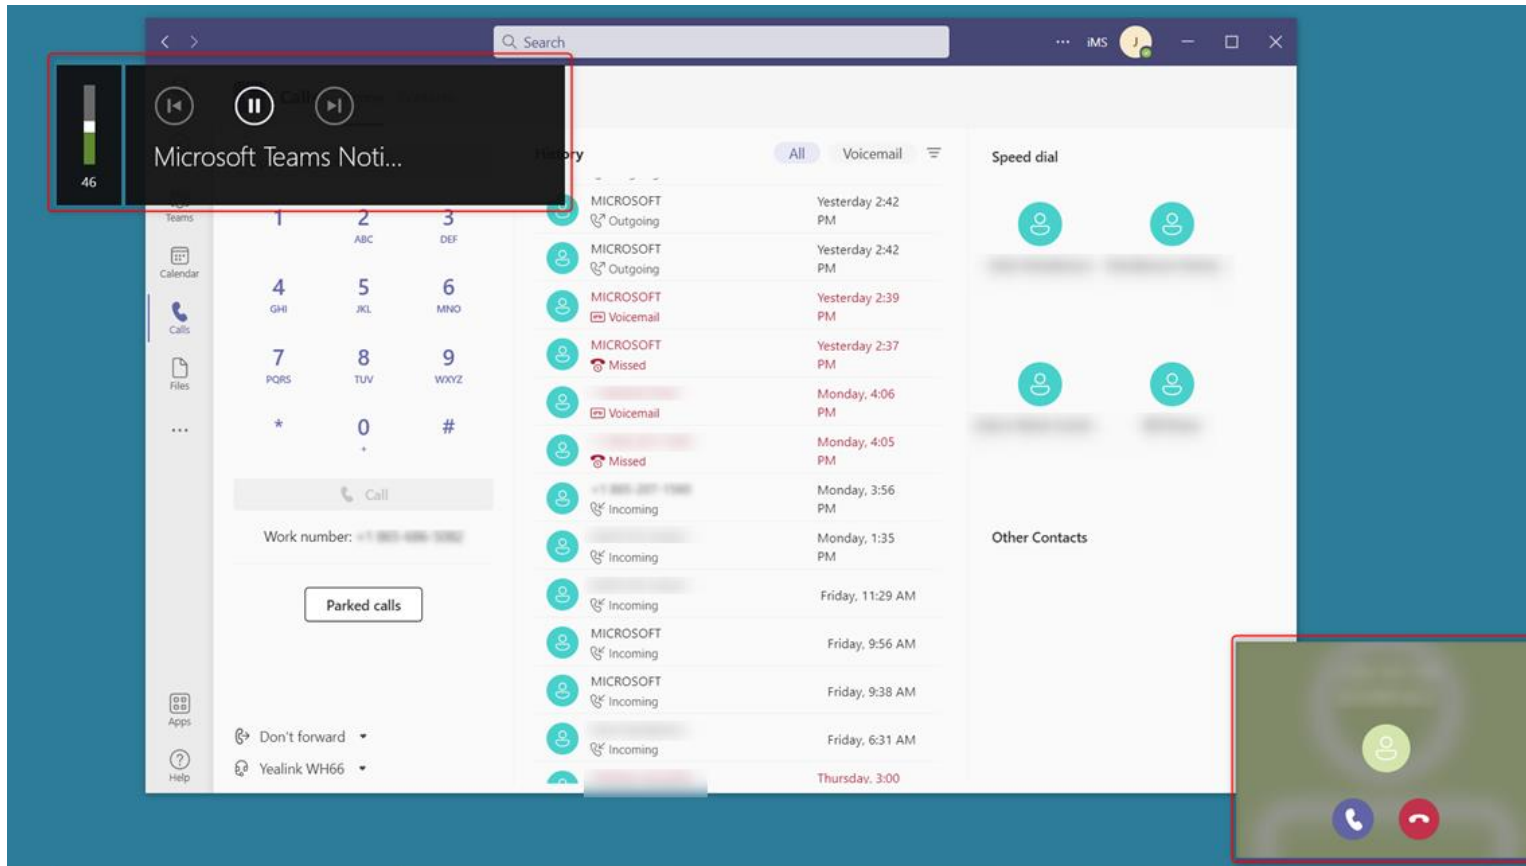 Search
iMS
J
Micro​soft Teams Noti...
46
History
All
Voicemail
Speed dial
Teams
Calendar
Calls
Files
Apps
Help
1
2
ABC
3
DEF
4
GHI
5
JKL
6
MNO
7
PQRS
8
TUV
9
WXYZ
*
0
+
#
Call
Work number:
Parked calls
Don't forward
Yealink WH66
MICROSOFT
Outgoing
Yesterday 2:42
PM
MICROSOFT
Outgoing
Yesterday 2:42
PM
MICROSOFT
Voicemail
Yesterday 2:39
PM
MICROSOFT
Missed
Yesterday 2:37
PM
Voicemail
Monday, 4:06
PM
Missed
Monday, 4:05
PM
Incoming
Monday, 3:56
PM
Incoming
Monday, 1:35
PM
Incoming
Friday, 11:29 AM
MICROSOFT
Incoming
Friday, 9:56 AM
MICROSOFT
Incoming
Friday, 9:38 AM
Incoming
Friday, 6:31 AM
Thursday, 3:00
Other Contacts